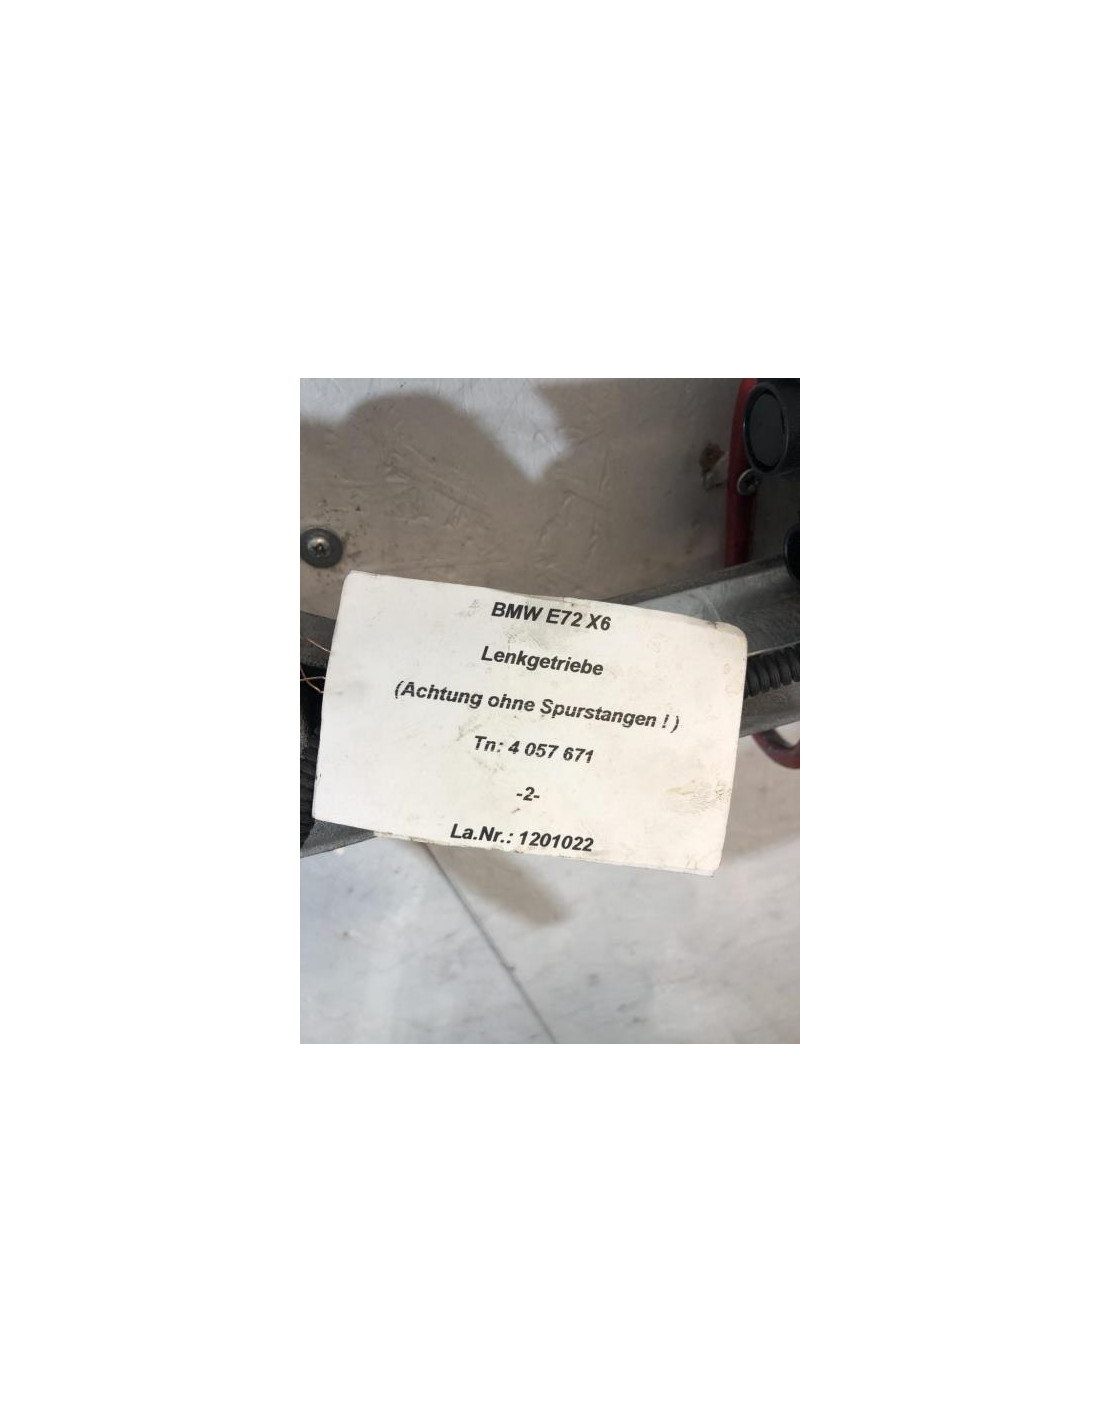 BMW E72 X6
Lenkgetriebe
(Achtung ohne Spurstangen ! )
Tn: 4 057 671
-2-
La.Nr.: 1201022